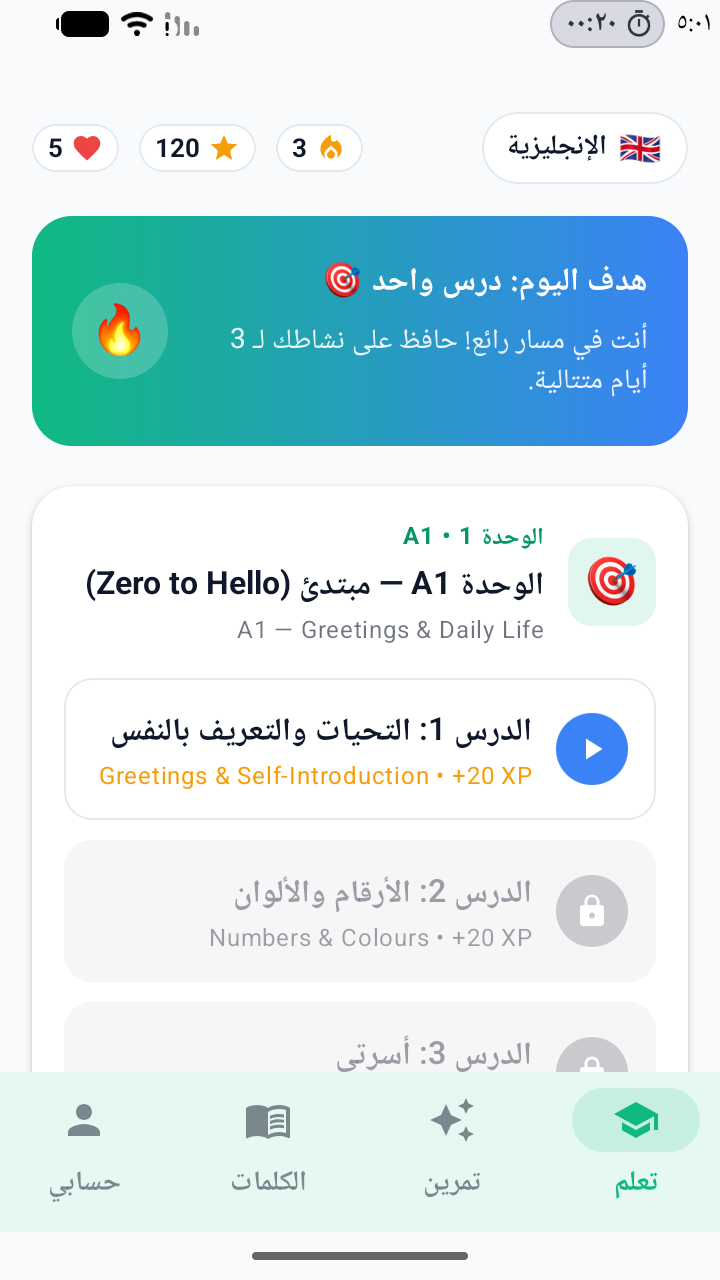 ٥:٠١
٠٠:٢٠
الإنجليزية
3
120
5
هدف اليوم: درس واحد 🎯
أنت في مسار رائع! حافظ على نشاطك لـ 3
أيام متتالية.
الوحدة 1 • A1
الوحدة A1 — مبتدئ (Zero to Hello)
A1 — Greetings & Daily Life
الدرس 1: التحيات والتعريف بالنفس
Greetings & Self-Introduction • +20 XP
الدرس 2: الأرقام والألوان
Numbers & Colours • +20 XP
الدرس 3: أسرتي
تعلم
تمرين
الكلمات
حسابي